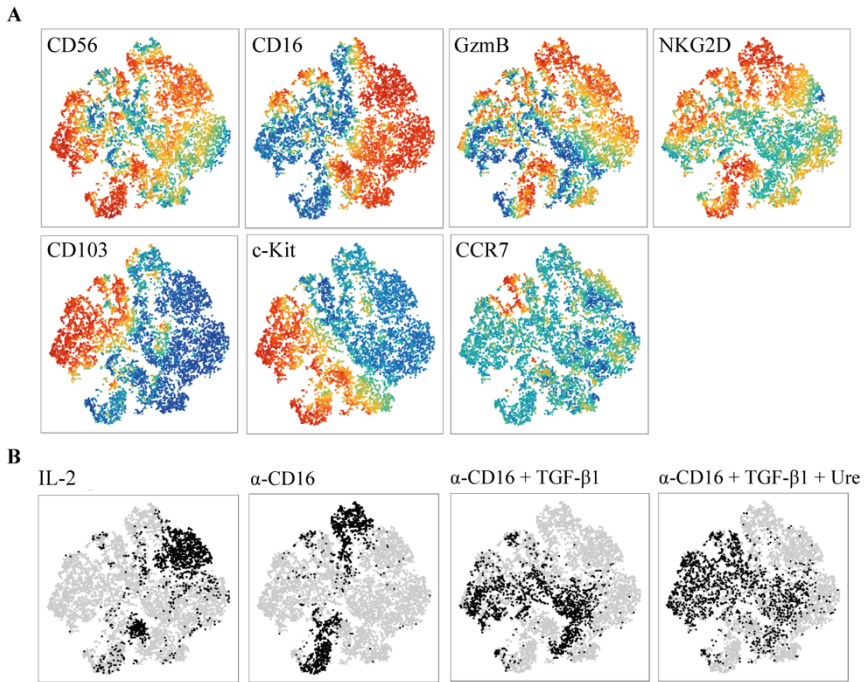 A
CD56
CD16
GzmB
NKG2D
CD103
c-Kit
CCR7
B
IL-2
α-CD16
α-CD16 + TGF-β1
α-CD16 + TGF-β1 + Ure